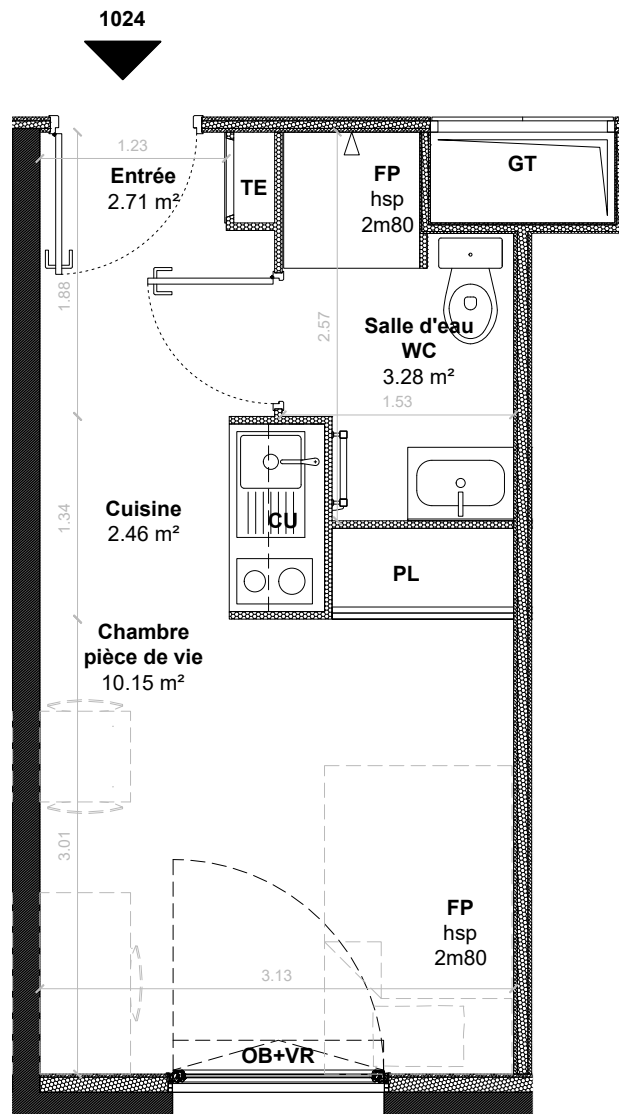 1024
1.23
Entrée
2.71 m²
TE
FP
hsp
2m80
GT
1.88
2.57
Salle d'eau
WC
3.28 m²
1.53
Cuisine
2.46 m²
1.34
CU
PL
Chambre
pièce de vie
10.15 m²
3.01
FP
hsp
2m80
3.13
OB+VR